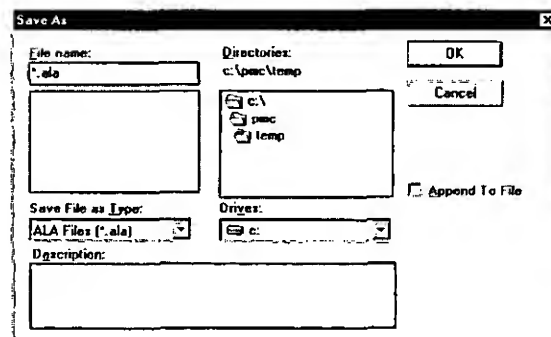 Save As
File name:
*.ala
Directories:
c:\pmc\temp
c:\
pmc
temp
OK
Cancel
Append To File
Save File as Type:
ALA Files (*.ala)
Drives:
c:
Description: